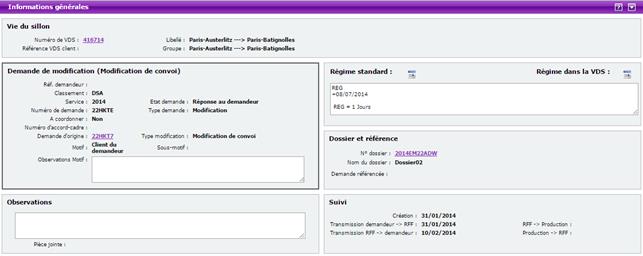 Informations générales
Vie du sillon
Numéro de VDS : 416714
Libellé : Paris-Austerlitz ---> Paris-Batignolles
Référence VDS client :
Groupe : Paris-Austerlitz ---> Paris-Batignolles
Demande de modification (Modification de convoi)
Réf. demandeur :
Classement : DSA
Service : 2014
Etat demande : Réponse au demandeur
Numéro de demande : 22HKTE
Type demande : Modification
A coordonner : Non
Numéro d'accord-cadre :
Demande d'origine : 22HKT7
Type modification : Modification de convoi
Motif : Client du demandeur
Sous-motif :
Observations Motif :
Régime standard :
Régime dans la VDS :
REG
=08/07/2014
REG = 1 Jours
Dossier et référence
N° dossier : 2014EM22ADW
Nom du dossier : Dossier02
Demande référencée :
Observations
Pièce jointe :
Suivi
Création : 31/01/2014
Transmission demandeur -> RFF : 31/01/2014
RFF -> Production :
Transmission RFF -> demandeur : 10/02/2014
Production -> RFF :